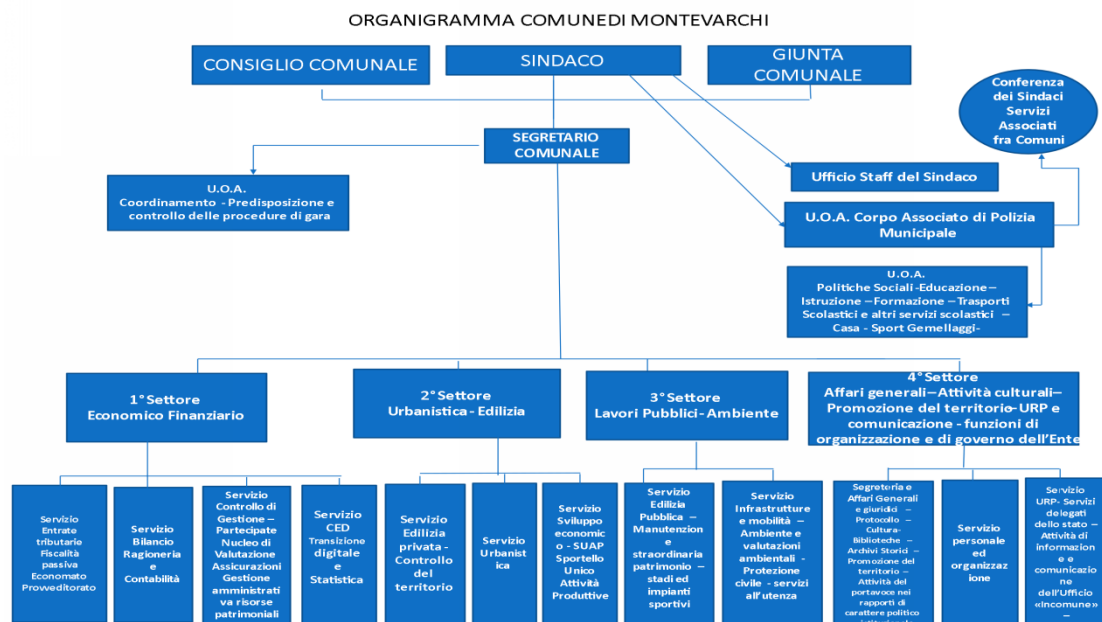 ORGANIGRAMMA COMUNEDI MONTEVARCHI
CONSIGLIO COMUNALE
SINDACO
GIUNTA
COMUNALE
Conferenza
dei Sindaci
Servizi
Associati
fra Comuni
SEGRETARIO
COMUNALE
Ufficio Staff del Sindaco
U.O.A.
Coordinamento - Predisposizione e
controllo delle procedure di gara
U.O.A. Corpo Associato di Polizia
Municipale
U.O.A.
Politiche Sociali -Educazione –
Istruzione –Formazione –Trasporti
Scolastici e altri servizi scolastici –
Casa - Sport Gemellaggi-
1° Settore
Economico Finanziario
2° Settore
Urbanistica - Edilizia
3° Settore
Lavori Pubblici- Ambiente
4° Settore
Affari generali–Attività culturali–
Promozione del territorio-URP e
comunicazione - funzioni di
organizzazione e di governo dell'Ente
Servizio
Entrate
tributarie
Fiscalità
passiva
Economato
Provveditorato
Servizio
Bilancio
Ragioneria
e
Contabilità
Servizio
Controllo di
Gestione –
Partecipate
Nucleo di
Valutazione
Assicurazioni
Gestione
amministrati
va risorse
patrimoniali
Servizio
CED
Transizione
digitale
e
Statistica
Servizio
Edilizia
privata -
Controllo
del
territorio
Servizio
Urbanist
ica
Servizio
Sviluppo
economic
o - SUAP
Sportello
Unico
Attività
Produttive
Servizio
Edilizia
Pubblica –
Manutenzion
e
straordinaria
patrimonio –
stadi ed
impianti
sportivi
Servizio
Infrastrutture
e mobilità –
Ambiente e
valutazioni
ambientali -
Protezione
civile - servizi
all'utenza
Segreteria e
Affari Generali
e giuridici –
Protocollo –
Cultura-
Biblioteche –
Archivi Storici –
Promozione del
territorio –
Attività del
portavoce nei
rapporti di
carattere politico
Servizio
personale
ed
organizza
zione
Servizio
URP- Servizi
delegati
dello stato –
Attività di
informazion
e e
comunicazio
ne
dell'Ufficio
«Incomune»
–